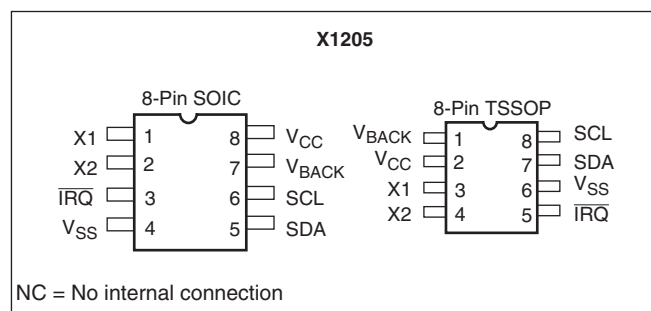 X1205
8-Pin SOIC
X1 1 8 VCC
X2 2 7 VBACK
IRQ 3 6 SCL
VSS 4 5 SDA
8-Pin TSSOP
VBACK 1 8 SCL
VCC 2 7 SDA
X1 3 6 VSS
X2 4 5 IRQ
NC = No internal connection